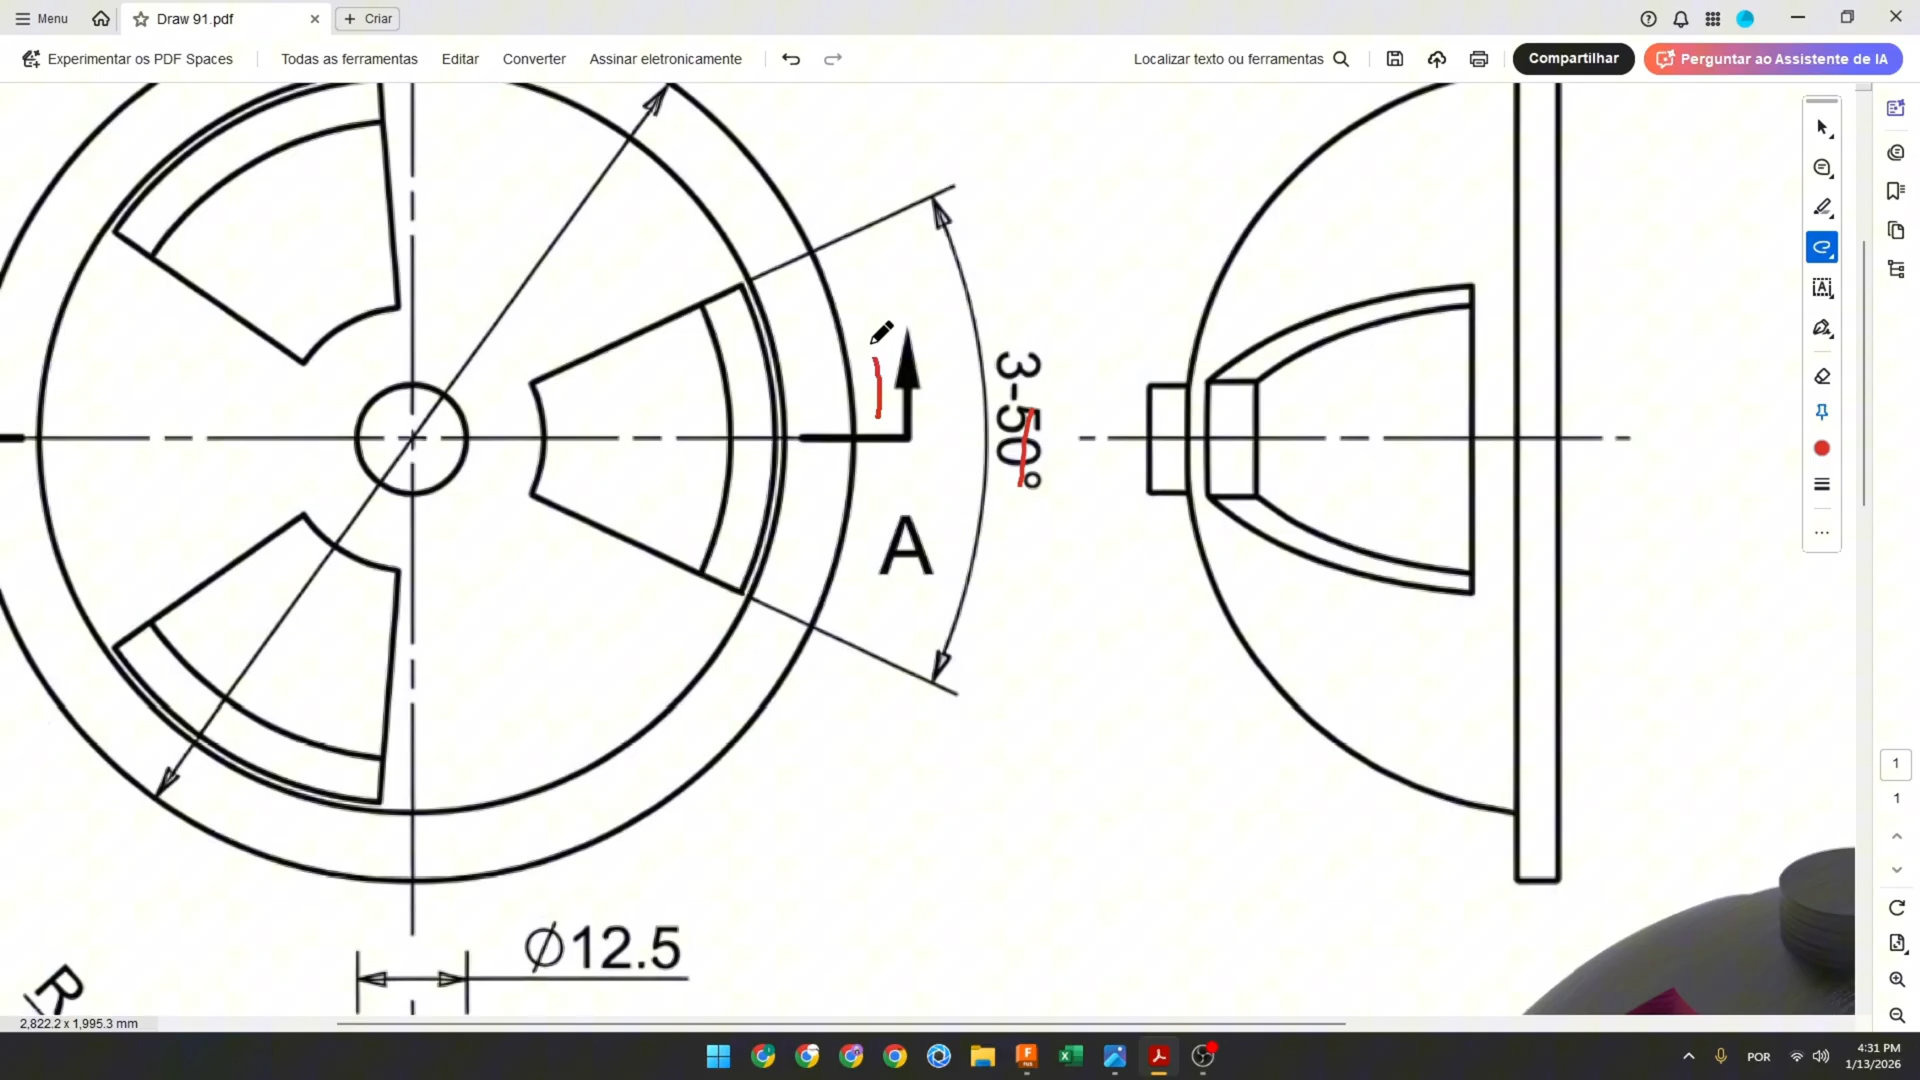 Menu
Draw 91.pdf
Criar
Experimentar os PDF Spaces
Todas as ferramentas
Editar
Converter
Assinar eletronicamente
Localizar texto ou ferramentas
Compartilhar
Perguntar ao Assistente de IA
3-50°
A
Ø12.5
R
1
1
2,822.2 x 1,995.3 mm
POR
4:31 PM
1/13/2026